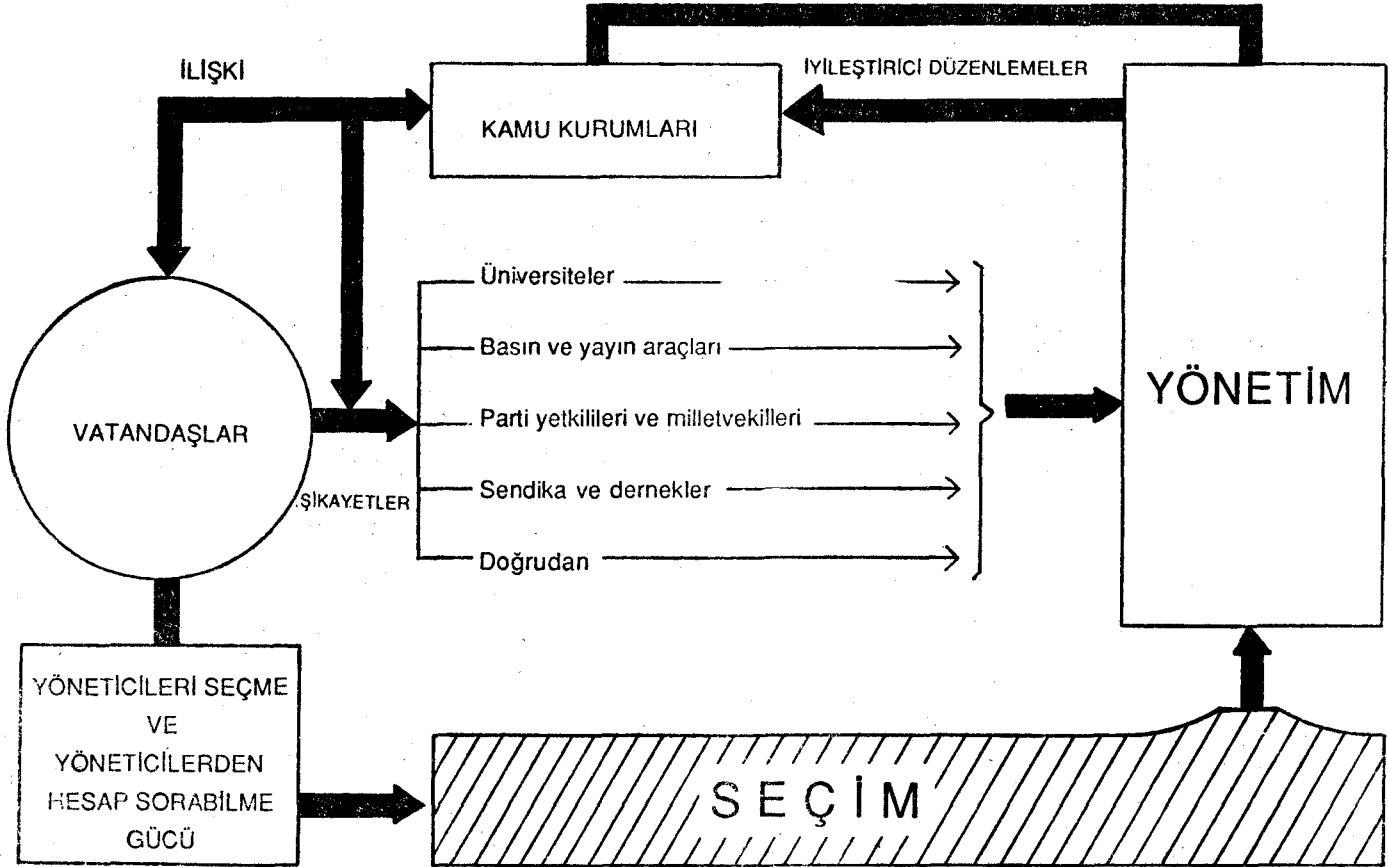 İLİŞKİ
İYİLEŞTİRİCİ DÜZENLEMELER
KAMU KURUMLARI
Üniversiteler
Basın ve yayın araçları
YÖNETİM
Parti yetkilileri ve milletvekilleri
VATANDAŞLAR
Sendika ve dernekler
ŞİKAYETLER
Doğrudan
YÖNETİCİLERİ SEÇME
VE
YÖNETİCİLERDEN
HESAP SORABİLME
GÜCÜ
SEÇİM